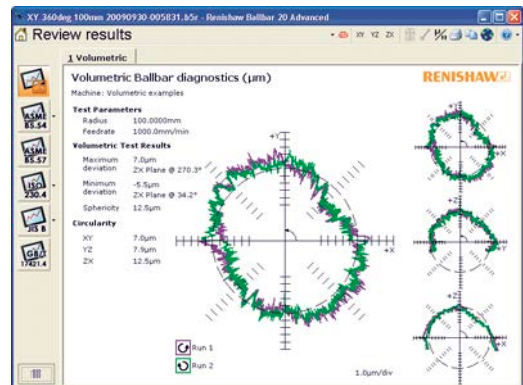 XY 360deg 100mm 20090930-005831.b5r - Renishaw Ballbar 20 Advanced
Review results
XY YZ ZX
1 Volumetric
Volumetric Ballbar diagnostics (µm)
RENISHAW
Machine: Volumetric examples
Test Parameters
Radius 100.0000mm
Feedrate 1000.0mm/min
Volumetric Test Results
Maximum deviation 7.0µm
ZX Plane @ 270.3°
Minimum deviation -5.5µm
ZX Plane @ 34.2°
Sphericity 12.5µm
Circularity
XY 7.0µm
YZ 7.9µm
ZX 12.5µm
+Y
+X
Run 1
Run 2
1.0µm/div
+Y
+X
+Z
+Y
+Z
+X
ASME
B5.54
ASME
B5.57
ISO
230.4
JIS B
GB/T
17421.4